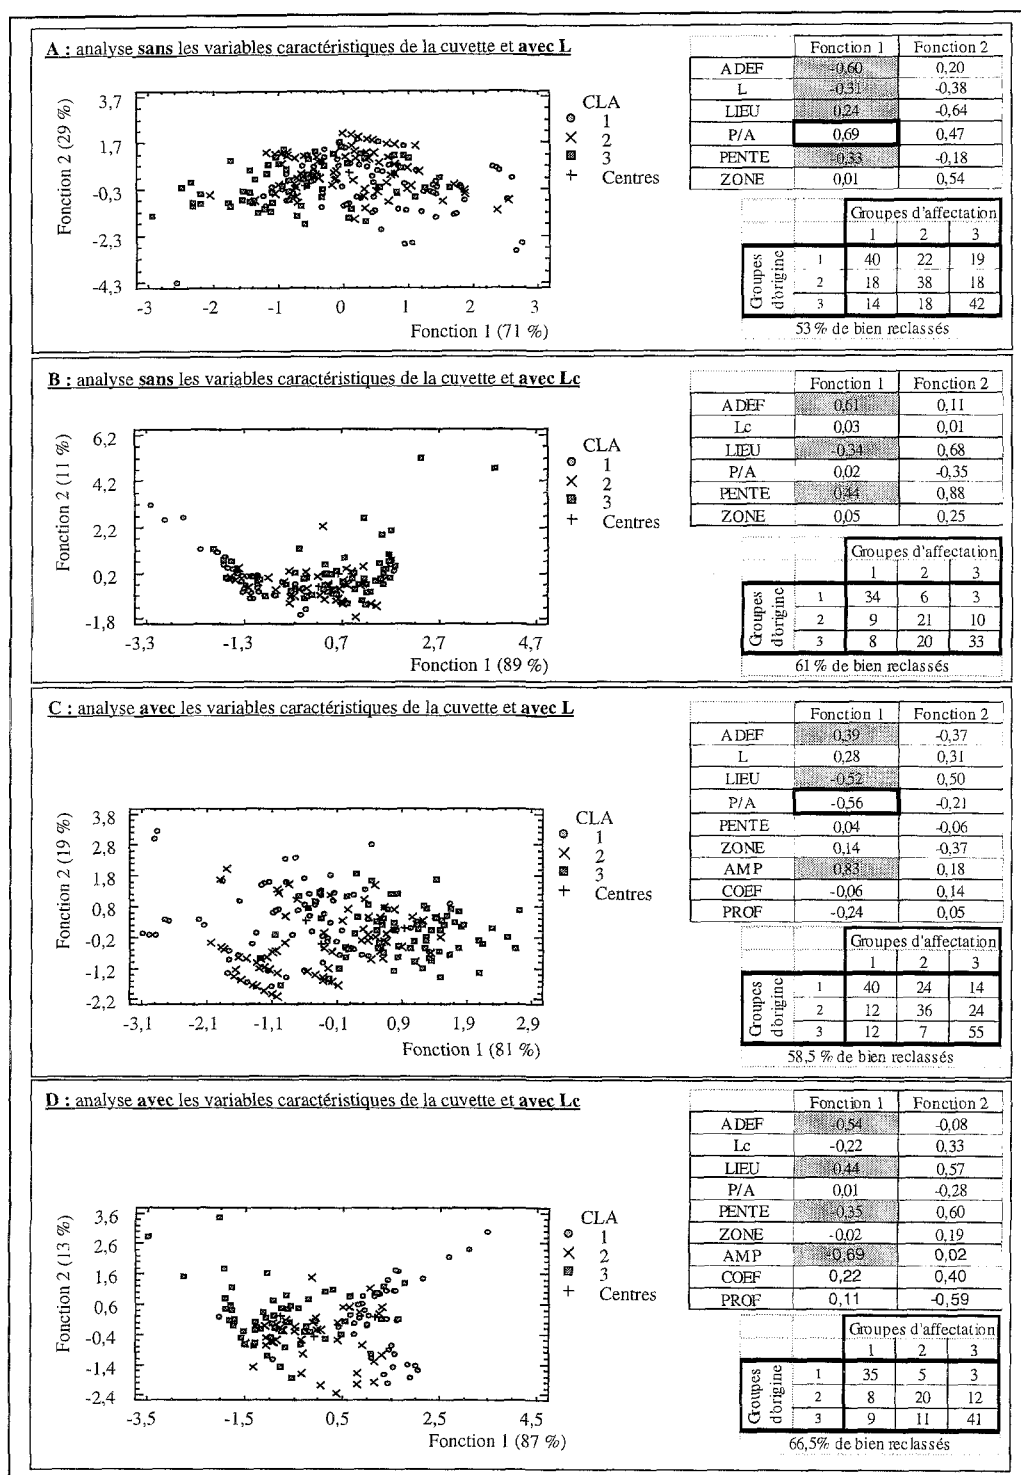 A : analyse sans les variables caractéristiques de la cuvette et avec L
Fonction 2 (29 %)
3,7
1,7
-0,3
-2,3
-4,3
-3 -2 -1 0 1 2 3
Fonction 1 (71 %)
CLA
1
2
3
Centres
Fonction 1 Fonction 2
ADEF -0,60 0,20
L -0,31 -0,38
LIEU 0,24 -0,64
P/A 0,69 0,47
PENTE -0,33 -0,18
ZONE 0,01 0,54
Groupes d'affectation
1 2 3
Groupes d'origine
1 40 22 19
2 18 38 18
3 14 18 42
53 % de bien reclassés
B : analyse sans les variables caractéristiques de la cuvette et avec Lc
Fonction 2 (11 %)
6,2
4,2
2,2
0,2
-1,8
-3,3 -1,3 0,7 2,7 4,7
Fonction 1 (89 %)
CLA
1
2
3
Centres
Fonction 1 Fonction 2
ADEF 0,61 0,11
Lc 0,03 0,01
LIEU -0,34 0,68
P/A 0,02 -0,35
PENTE 0,44 0,88
ZONE 0,05 0,25
Groupes d'affectation
1 2 3
Groupes d'origine
1 34 6 3
2 9 21 10
3 8 20 33
61 % de bien reclassés
C : analyse avec les variables caractéristiques de la cuvette et avec L
Fonction 2 (19 %)
3,8
2,8
1,8
0,8
-0,2
-1,2
-2,2
-3,1 -2,1 -1,1 -0,1 0,9 1,9 2,9
Fonction 1 (81 %)
CLA
1
2
3
Centres
Fonction 1 Fonction 2
ADEF 0,39 -0,37
L 0,28 0,31
LIEU -0,52 0,50
P/A -0,56 -0,21
PENTE 0,04 -0,06
ZONE 0,14 -0,37
AMP 0,83 0,18
COEF -0,06 0,14
PROF -0,24 0,05
Groupes d'affectation
1 2 3
Groupes d'origine
1 40 24 14
2 12 36 24
3 12 7 55
58,5 % de bien reclassés
D : analyse avec les variables caractéristiques de la cuvette et avec Lc
Fonction 2 (13 %)
3,6
2,6
1,6
0,6
-0,4
-1,4
-2,4
-3,5 -1,5 0,5 2,5 4,5
Fonction 1 (87 %)
CLA
1
2
3
Centres
Fonction 1 Fonction 2
ADEF -0,54 -0,08
Lc -0,22 0,33
LIEU 0,44 0,57
P/A 0,01 -0,28
PENTE -0,35 0,60
ZONE -0,02 0,19
AMP -0,69 0,02
COEF 0,22 0,40
PROF 0,11 -0,59
Groupes d'affectation
1 2 3
Groupes d'origine
1 35 5 3
2 8 20 12
3 9 11 41
66,5% de bien reclassés